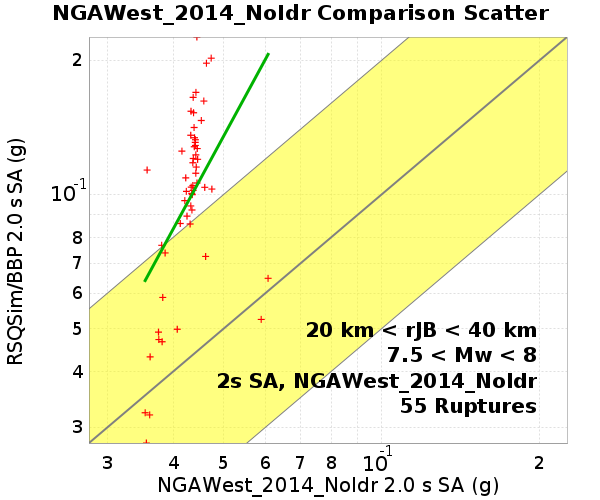 NGAWest_2014_NoIdr Comparison Scatter
RSQSim/BBP 2.0 s SA (g)
2
10⁻¹
8
7
6
5
4
3
20 km < rJB < 40 km
7.5 < Mw < 8
2s SA, NGAWest_2014_NoIdr
55 Ruptures
3 4 5 6 7 8 10⁻¹ 2
NGAWest_2014_NoIdr 2.0 s SA (g)